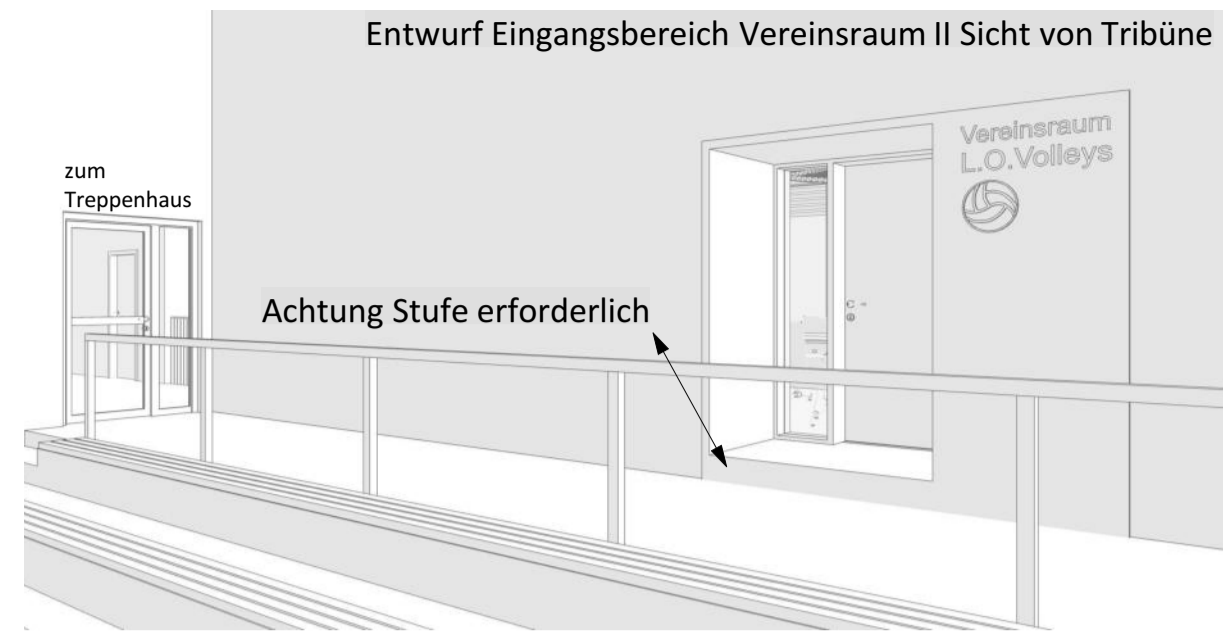 Entwurf Eingangsbereich Vereinsraum II Sicht von Tribüne
Vereinsraum
L.O.Volleys
zum
Treppenhaus
Achtung Stufe erforderlich